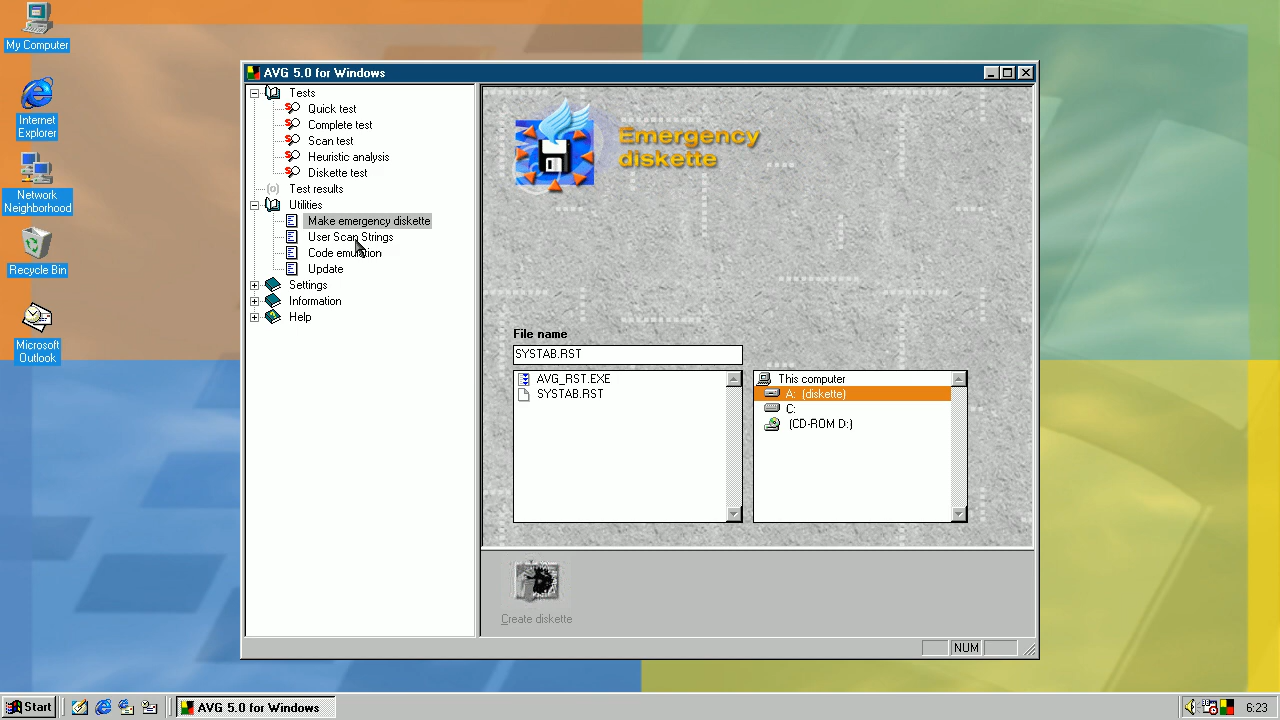 My Computer
Internet
Explorer
Network
Neighborhood
Recycle Bin
Microsoft
Outlook
AVG 5.0 for Windows
Tests
Quick test
Complete test
Scan test
Heuristic analysis
Diskette test
Test results
Utilities
Make emergency diskette
User Scan Strings
Code emulation
Update
Settings
Information
Help
Emergency
diskette
File name
SYSTAB.RST
AVG_RST.EXE
SYSTAB.RST
This computer
A: (diskette)
C:
(CD-ROM D:)
Create diskette
NUM
Start
AVG 5.0 for Windows
6:23